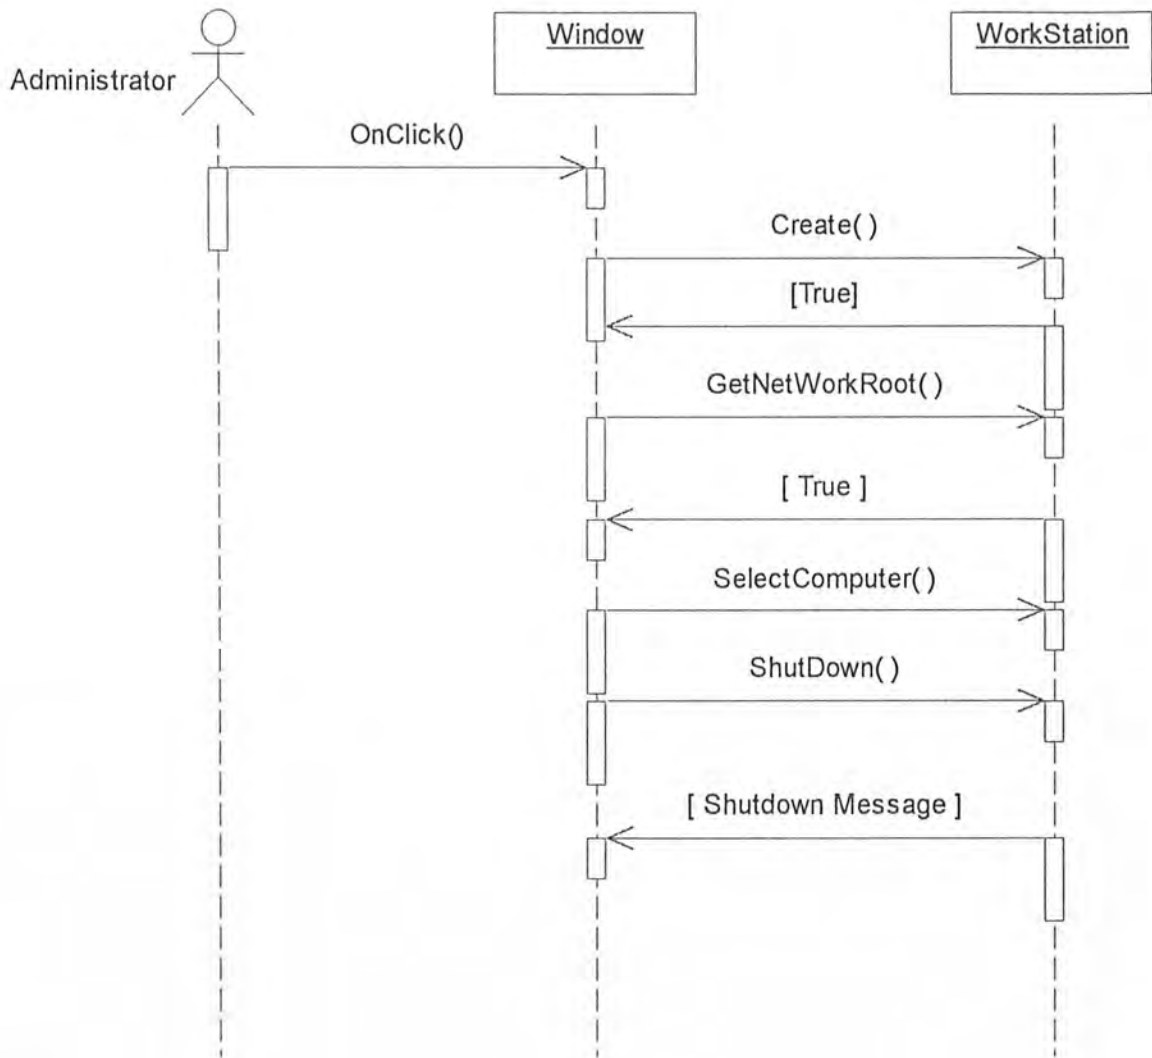 Window
WorkStation
Administrator
OnClick()
Create( )
[True]
GetNetWorkRoot( )
[ True ]
SelectComputer( )
ShutDown( )
[ Shutdown Message ]